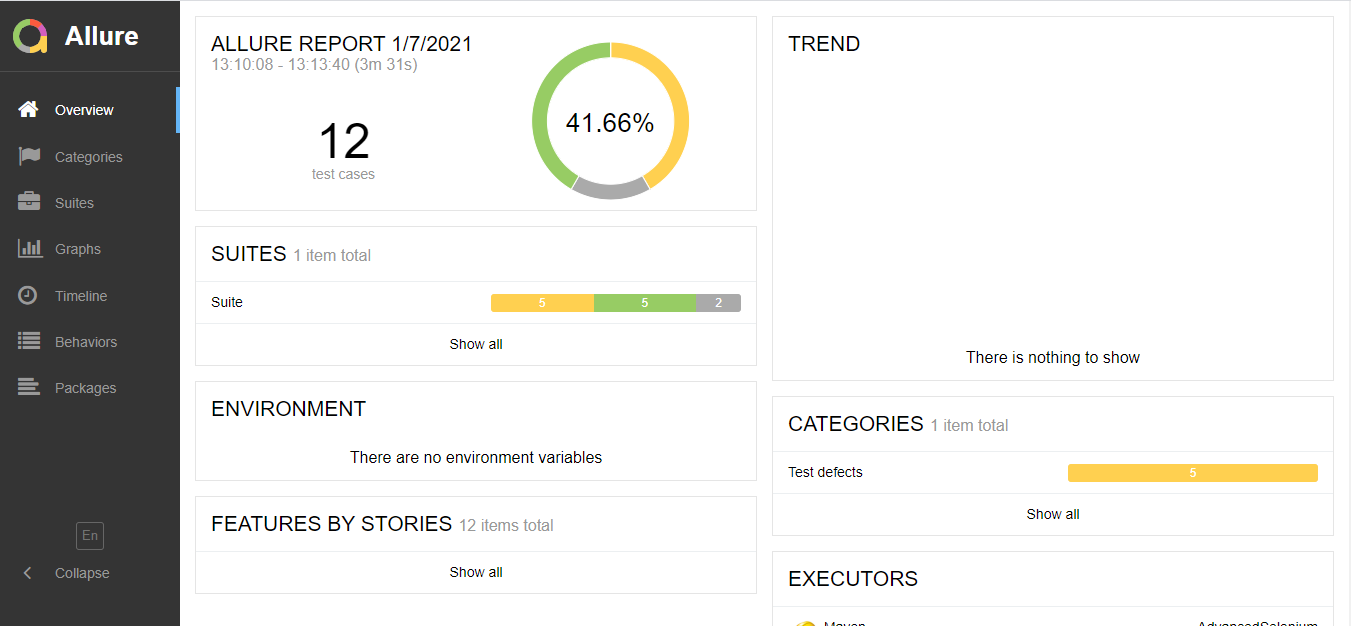 Allure
Overview
Categories
Suites
Graphs
Timeline
Behaviors
Packages
En
Collapse
ALLURE REPORT 1/7/2021
13:10:08 - 13:13:40 (3m 31s)
12
test cases
41.66%
SUITES 1 item total
Suite 5 5 2
Show all
ENVIRONMENT
There are no environment variables
FEATURES BY STORIES 12 items total
Show all
TREND
There is nothing to show
CATEGORIES 1 item total
Test defects 5
Show all
EXECUTORS
Maven AdvancedSelenium